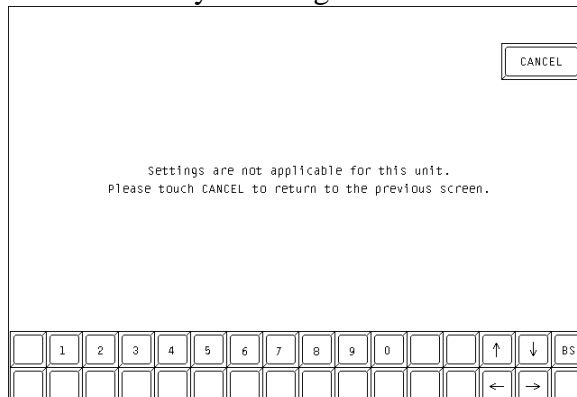 CANCEL
Settings are not applicable for this unit.
Please touch CANCEL to return to the previous screen.
1 2 3 4 5 6 7 8 9 0 ↑ ↓ BS
← →